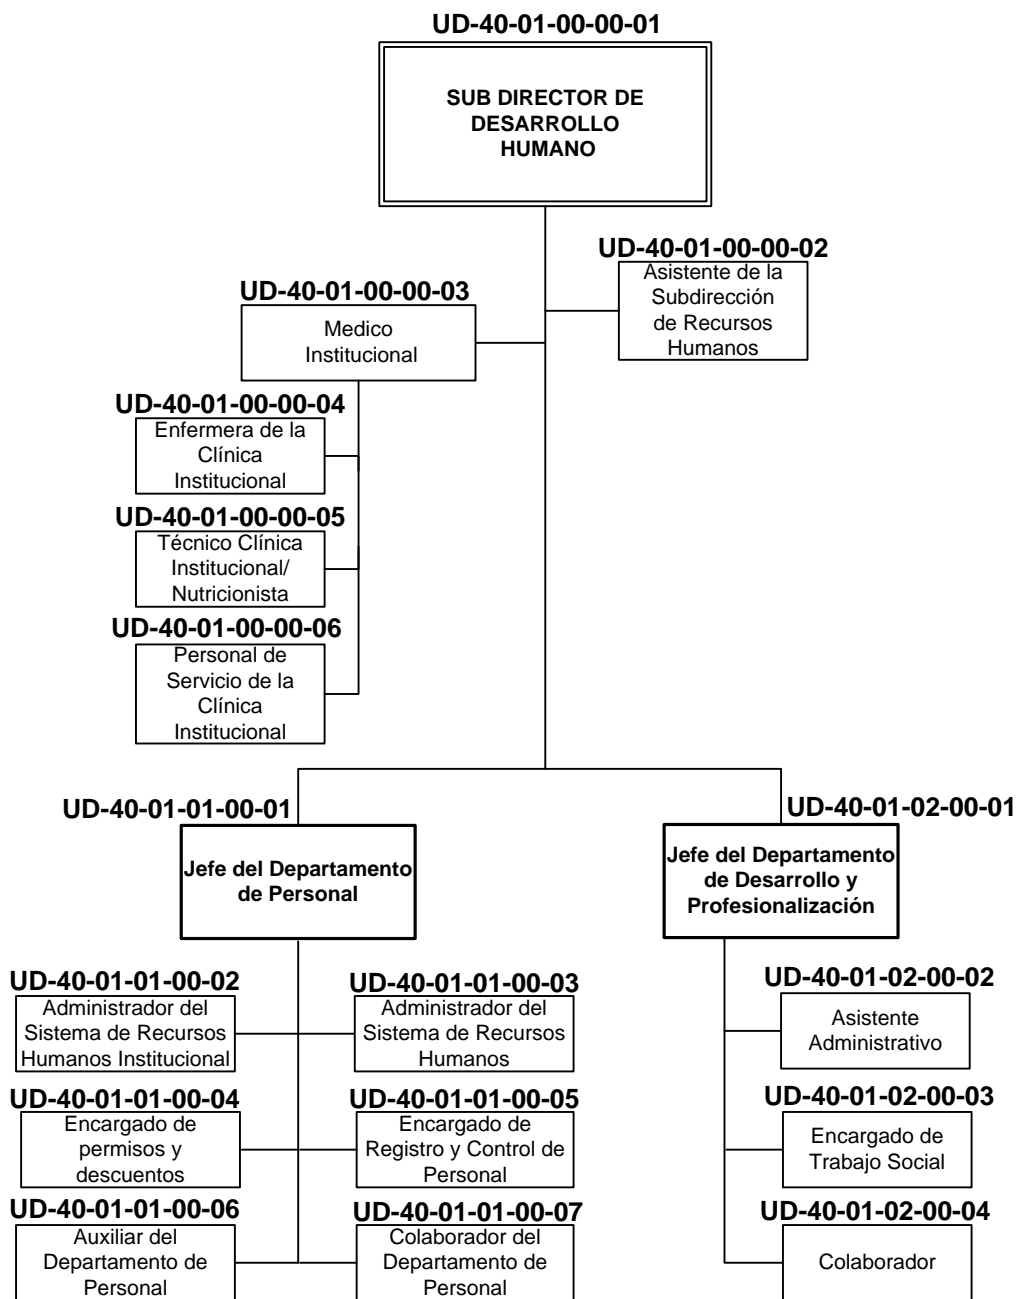 UD-40-01-00-00-01
SUB DIRECTOR DE
DESARROLLO
HUMANO
UD-40-01-00-00-02
Asistente de la
Subdirección
de Recursos
Humanos
UD-40-01-00-00-03
Medico
Institucional
UD-40-01-00-00-04
Enfermera de la
Clínica
Institucional
UD-40-01-00-00-05
Técnico Clínica
Institucional/
Nutricionista
UD-40-01-00-00-06
Personal de
Servicio de la
Clínica
Institucional
UD-40-01-01-00-01
Jefe del Departamento
de Personal
UD-40-01-02-00-01
Jefe del Departamento
de Desarrollo y
Profesionalización
UD-40-01-01-00-02
Administrador del
Sistema de Recursos
Humanos Institucional
UD-40-01-01-00-03
Administrador del
Sistema de Recursos
Humanos
UD-40-01-02-00-02
Asistente
Administrativo
UD-40-01-01-00-04
Encargado de
permisos y
descuentos
UD-40-01-01-00-05
Encargado de
Registro y Control de
Personal
UD-40-01-02-00-03
Encargado de
Trabajo Social
UD-40-01-01-00-06
Auxiliar del
Departamento de
Personal
UD-40-01-01-00-07
Colaborador del
Departamento de
Personal
UD-40-01-02-00-04
Colaborador